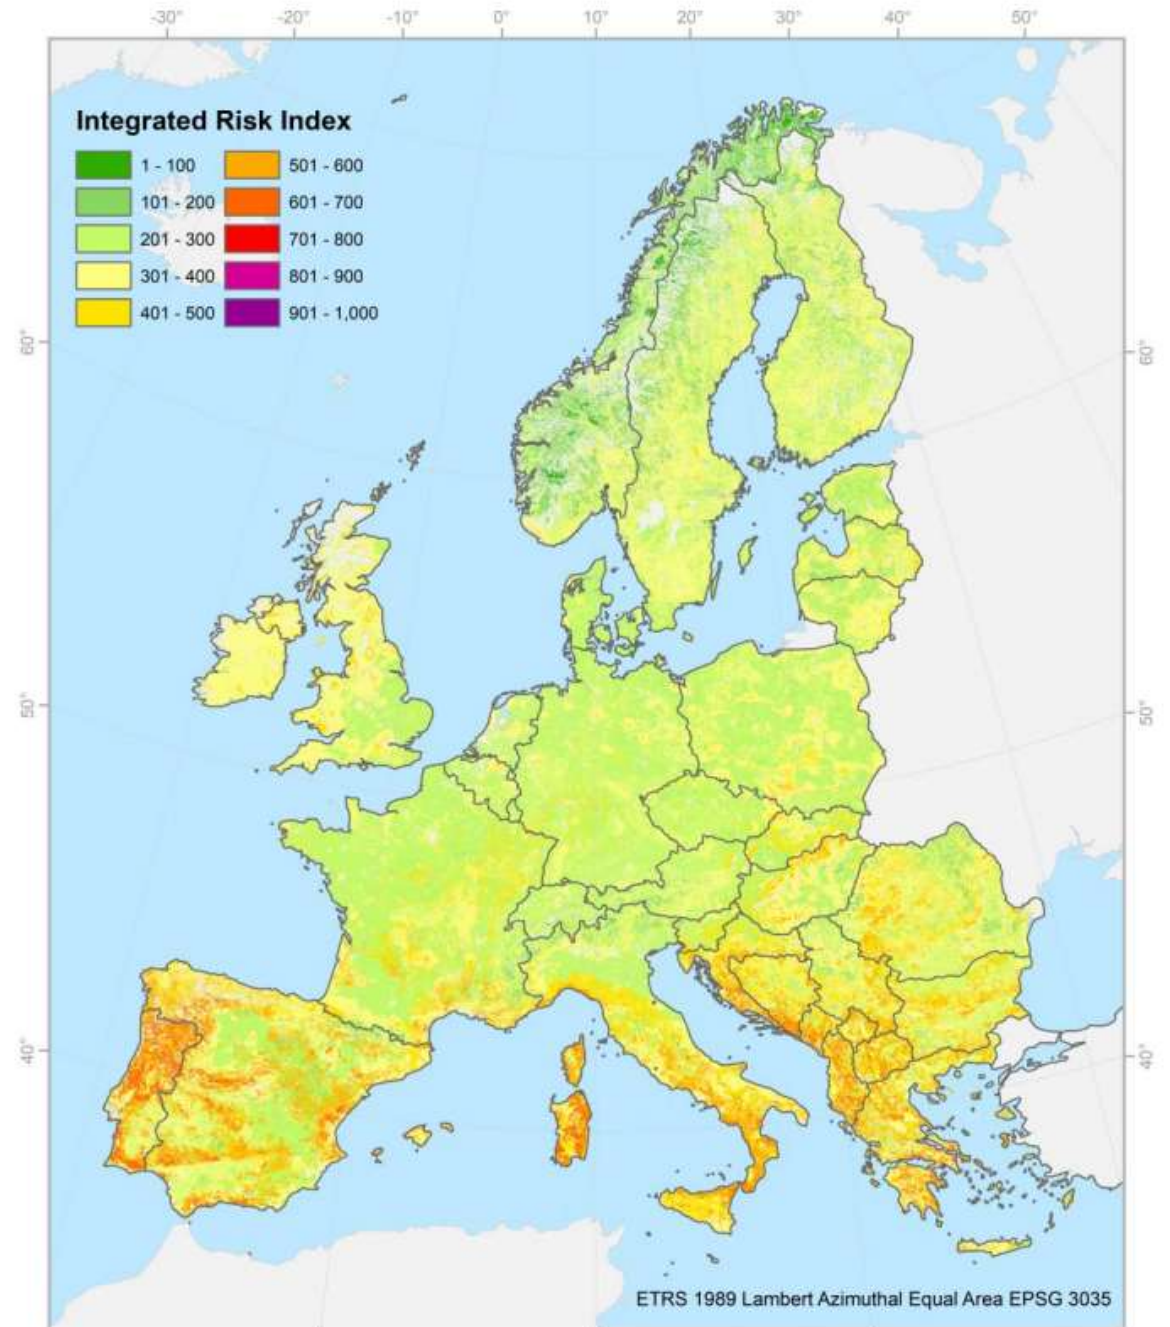 -30° -20° -10° 0° 10° 20° 30° 40° 50°
Integrated Risk Index
1 - 100 501 - 600
101 - 200 601 - 700
201 - 300 701 - 800
301 - 400 801 - 900
401 - 500 901 - 1,000
60° 60°
50° 50°
40° 40°
ETRS 1989 Lambert Azimuthal Equal Area EPSG 3035